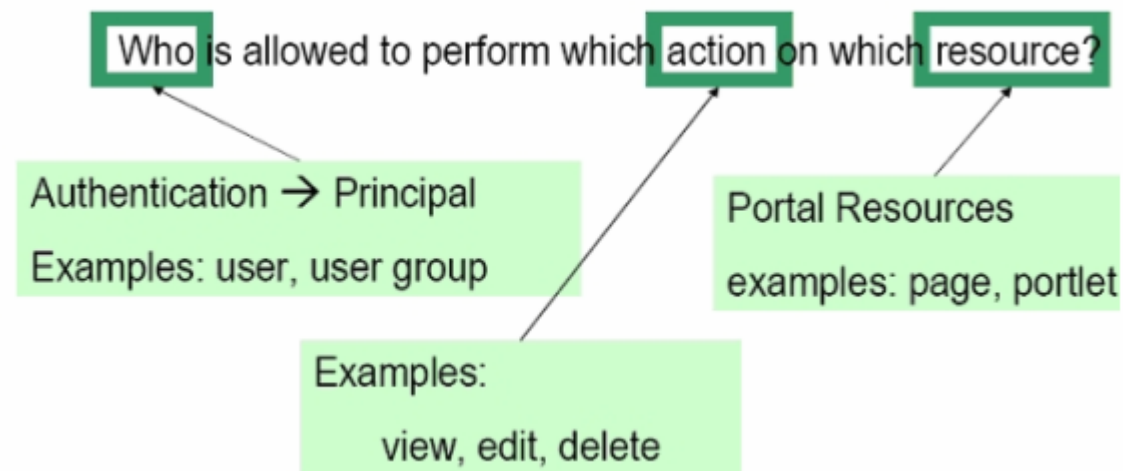 Who is allowed to perform which action on which resource?
Authentication → Principal
Examples: user, user group
Portal Resources
examples: page, portlet
Examples:
view, edit, delete